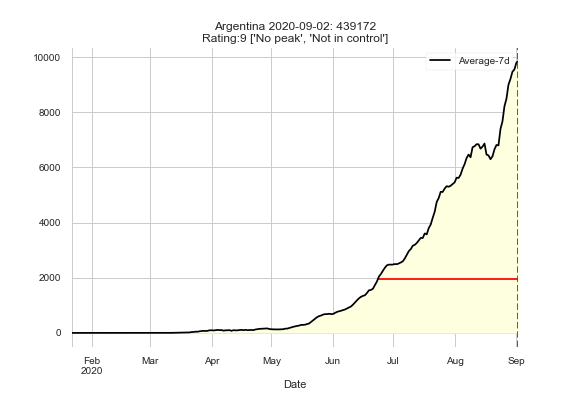 Argentina 2020-09-02: 439172
Rating:9 ['No peak', 'Not in control']
Average-7d
10000
8000
6000
4000
2000
0
Feb Mar Apr May Jun Jul Aug Sep
2020
Date